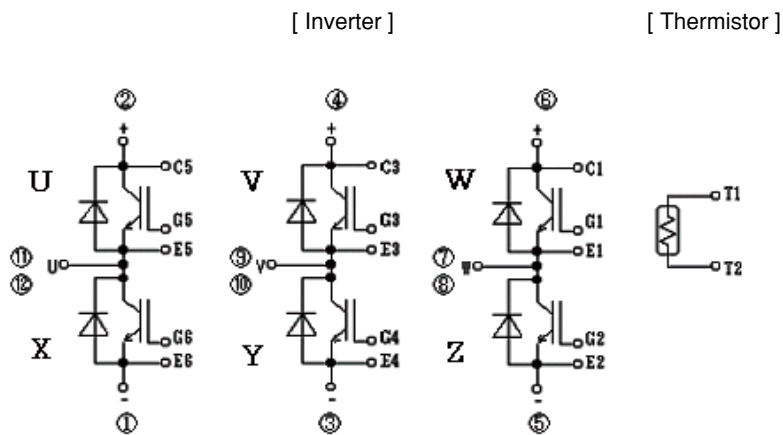 [ Inverter ] [ Thermistor ]
② ④ ⑥
+ + +
C5 C3 C1
U V W
T1
G5 G3 G1
E5 E3 E1
⑪ U ⑨ V ⑦ W T2
⑫ ⑩ ⑧
G6 G4 G2
X Y Z
E6 E4 E2
- - -
① ③ ⑤